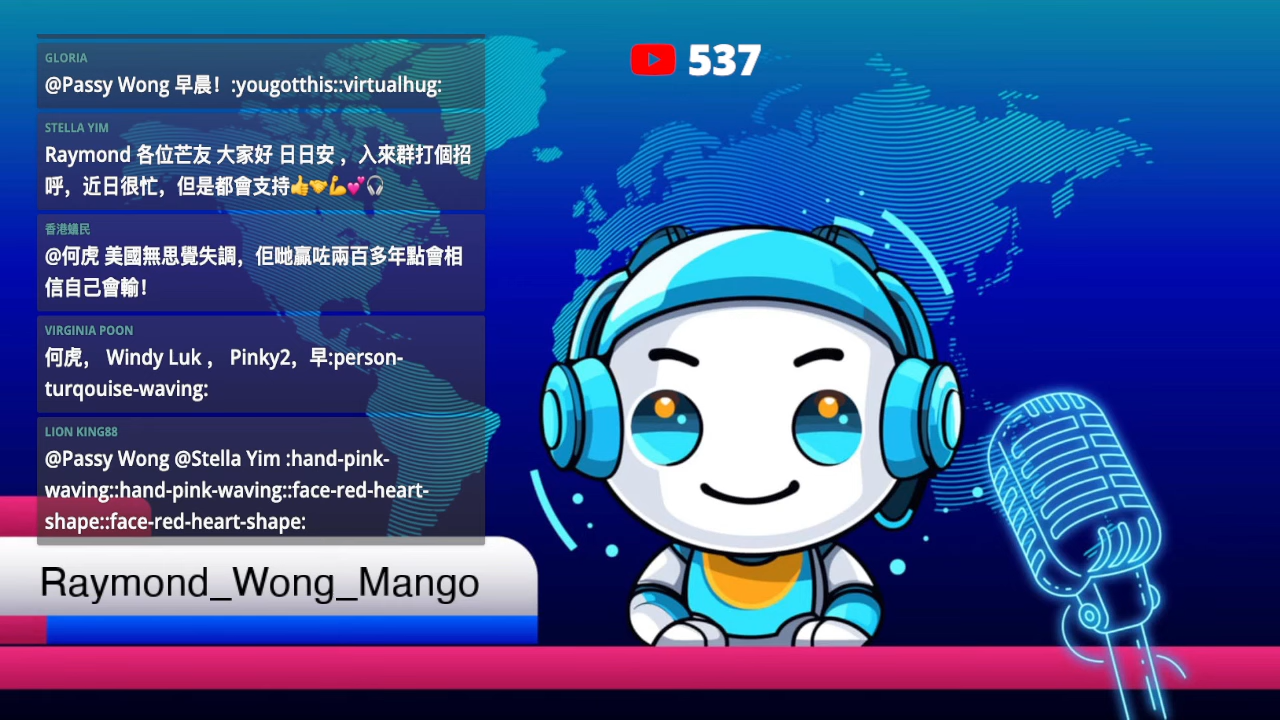 537
GLORIA
@Passy Wong 早晨！:yougotthis::virtualhug:
STELLA YIM
Raymond 各位芒友 大家好 日日安 ，入來群打個招
呼，近日很忙，但是都會支持👍🤝💪💕🎧
香港蟻民
@何虎 美國無思覺失調，佢哋贏咗兩百多年點會相
信自己會輸！
VIRGINIA POON
何虎， Windy Luk ， Pinky2，早:person-
turqouise-waving:
LION KING88
@Passy Wong @Stella Yim :hand-pink-
waving::hand-pink-waving::face-red-heart-
shape::face-red-heart-shape:
Raymond_Wong_Mango